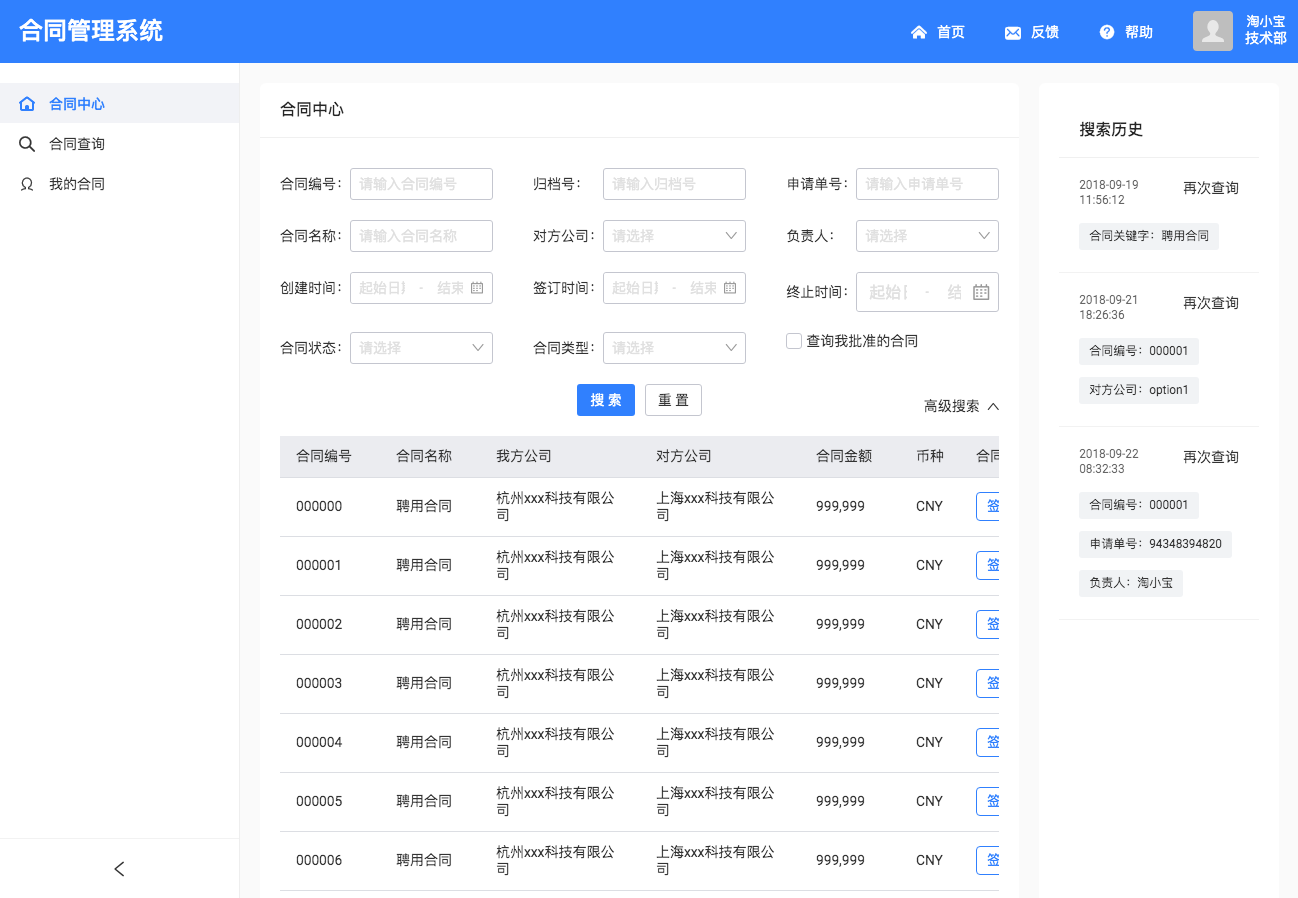 合同管理系统
首页
反馈
帮助
淘小宝
技术部
合同中心
合同查询
我的合同
合同中心
合同编号： 请输入合同编号 归档号： 请输入归档号 申请单号： 请输入申请单号
合同名称： 请输入合同名称 对方公司： 请选择 负责人： 请选择
创建时间： 起始日 - 结束 签订时间： 起始日 - 结束 终止时间： 起始 - 结
合同状态： 请选择 合同类型： 请选择 查询我批准的合同
搜 索 重 置
高级搜索
合同编号 合同名称 我方公司 对方公司 合同金额 币种 合同
000000 聘用合同 杭州xxx科技有限公司 上海xxx科技有限公司 999,999 CNY 签
000001 聘用合同 杭州xxx科技有限公司 上海xxx科技有限公司 999,999 CNY 签
000002 聘用合同 杭州xxx科技有限公司 上海xxx科技有限公司 999,999 CNY 签
000003 聘用合同 杭州xxx科技有限公司 上海xxx科技有限公司 999,999 CNY 签
000004 聘用合同 杭州xxx科技有限公司 上海xxx科技有限公司 999,999 CNY 签
000005 聘用合同 杭州xxx科技有限公司 上海xxx科技有限公司 999,999 CNY 签
000006 聘用合同 杭州xxx科技有限公司 上海xxx科技有限公司 999,999 CNY 签
搜索历史
2018-09-19
11:56:12
再次查询
合同关键字：聘用合同
2018-09-21
18:26:36
再次查询
合同编号：000001
对方公司：option1
2018-09-22
08:32:33
再次查询
合同编号：000001
申请单号：94348394820
负责人：淘小宝